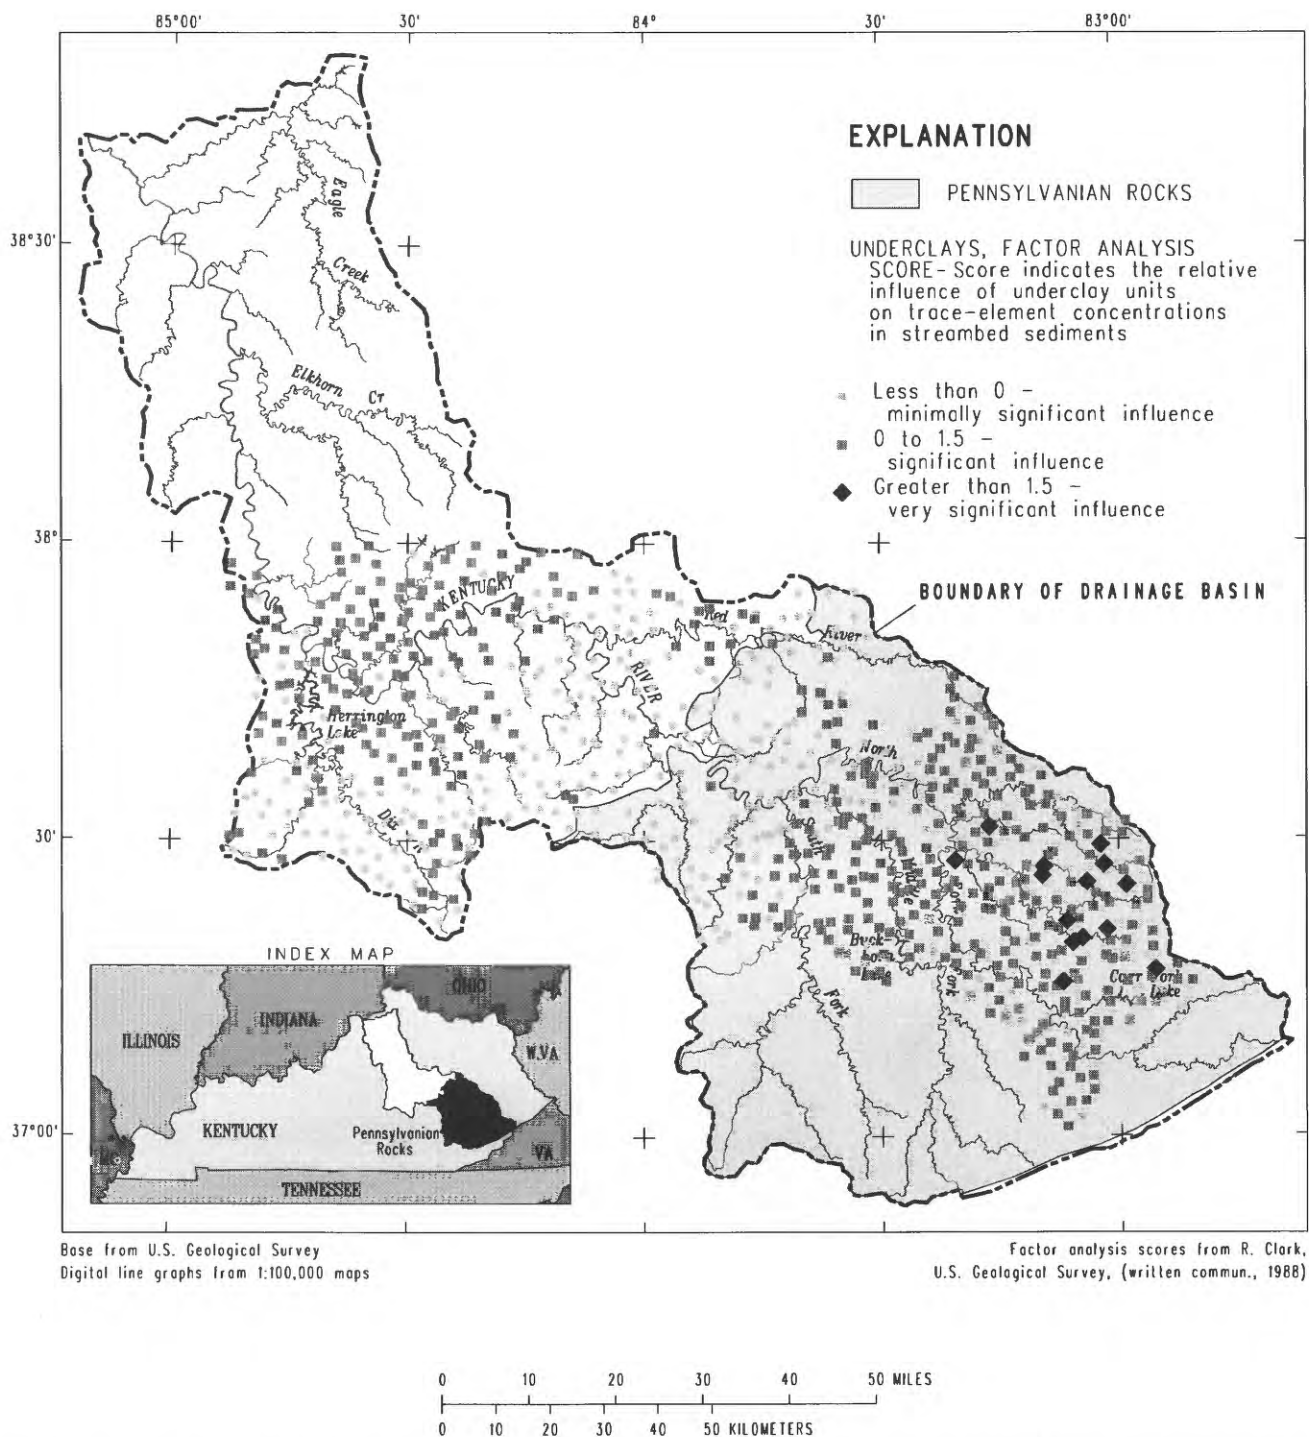 85°00'
30'
84°
30'
83°00'
EXPLANATION
PENNSYLVANIAN ROCKS
UNDERCLAYS, FACTOR ANALYSIS
SCORE-Score indicates the relative
influence of underclay units
on trace-element concentrations
in streambed sediments
Less than 0 -
minimally significant influence
0 to 1.5 -
significant influence
Greater than 1.5 -
very significant influence
BOUNDARY OF DRAINAGE BASIN
38°30'
38°
30'
37°00'
Eagle
Creek
Elkhorn
Cr
KENTUCKY
RIVER
Red
River
Herrington
Lake
Dix
North
South
Fork
Middle
Fork
Fork
Buck-
Lake
Carr Fork
Lake
INDEX MAP
ILLINOIS
INDIANA
OHIO
W.VA
KENTUCKY
Pennsylvanian
Rocks
VA
TENNESSEE
Base from U.S. Geological Survey
Digital line graphs from 1:100,000 maps
Factor analysis scores from R. Clark,
U.S. Geological Survey, (written commun., 1988)
0 10 20 30 40 50 MILES
0 10 20 30 40 50 KILOMETERS